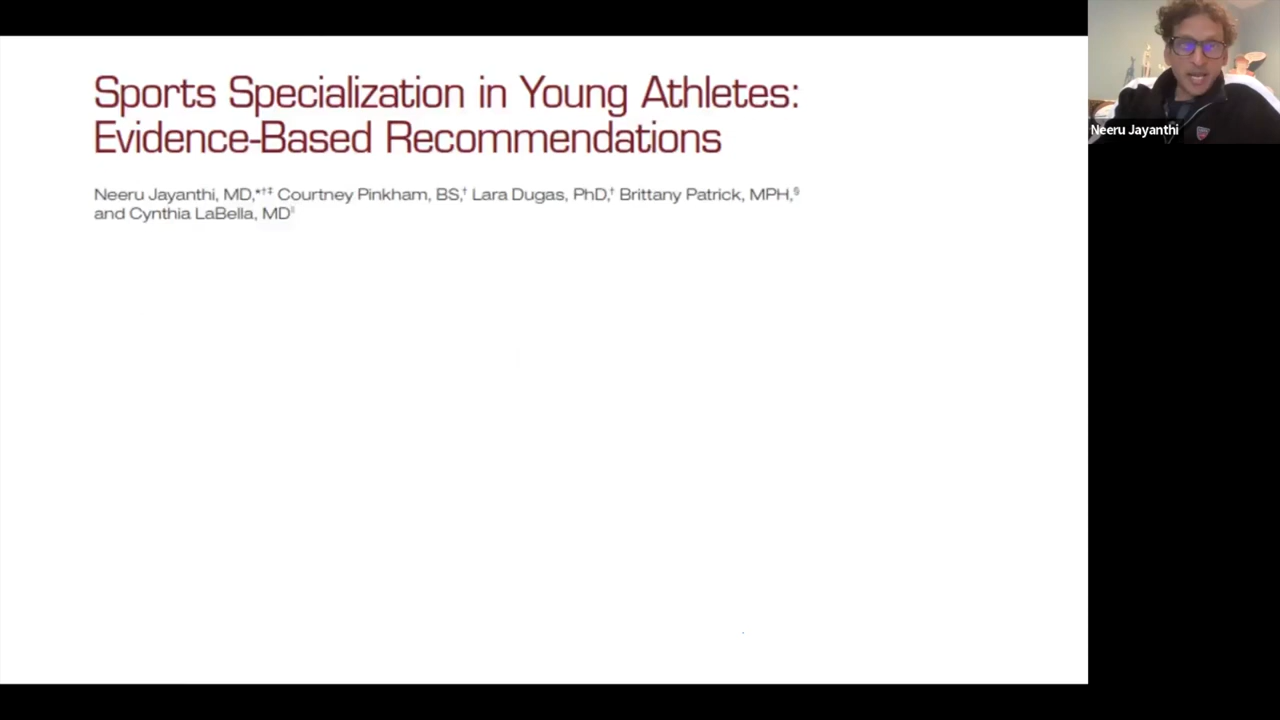 Sports Specialization in Young Athletes:
Evidence-Based Recommendations
Neeru Jayanthi, MD,*†‡ Courtney Pinkham, BS,† Lara Dugas, PhD,† Brittany Patrick, MPH,§
and Cynthia LaBella, MD‖
Neeru Jayanthi